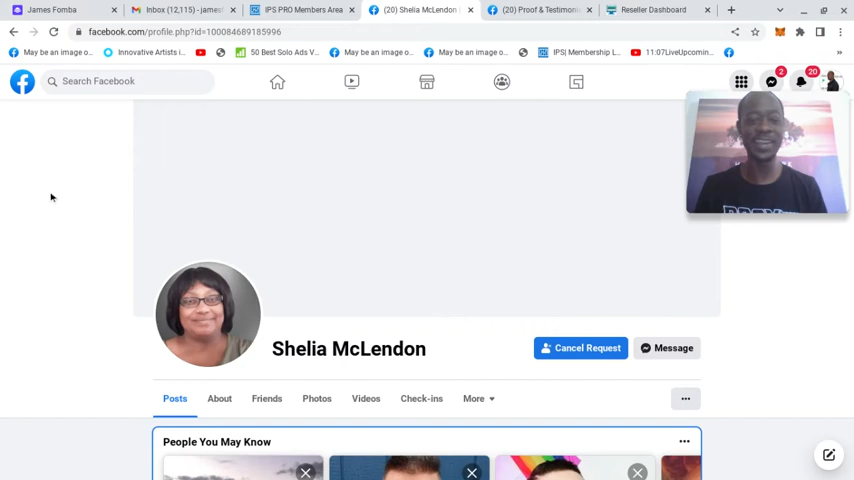 James Fomba
Inbox (12,115) - james
IPS PRO Members Area
(20) Shelia McLendon
(20) Proof & Testimoni
Reseller Dashboard
facebook.com/profile.php?id=100084689185996
May be an image o...
Innovative Artists i...
50 Best Solo Ads V...
May be an image o...
May be an image o...
IPS| Membership L...
11:07LiveUpcomin...
Search Facebook
2
20
Shelia McLendon
Cancel Request
Message
Posts
About
Friends
Photos
Videos
Check-ins
More
People You May Know